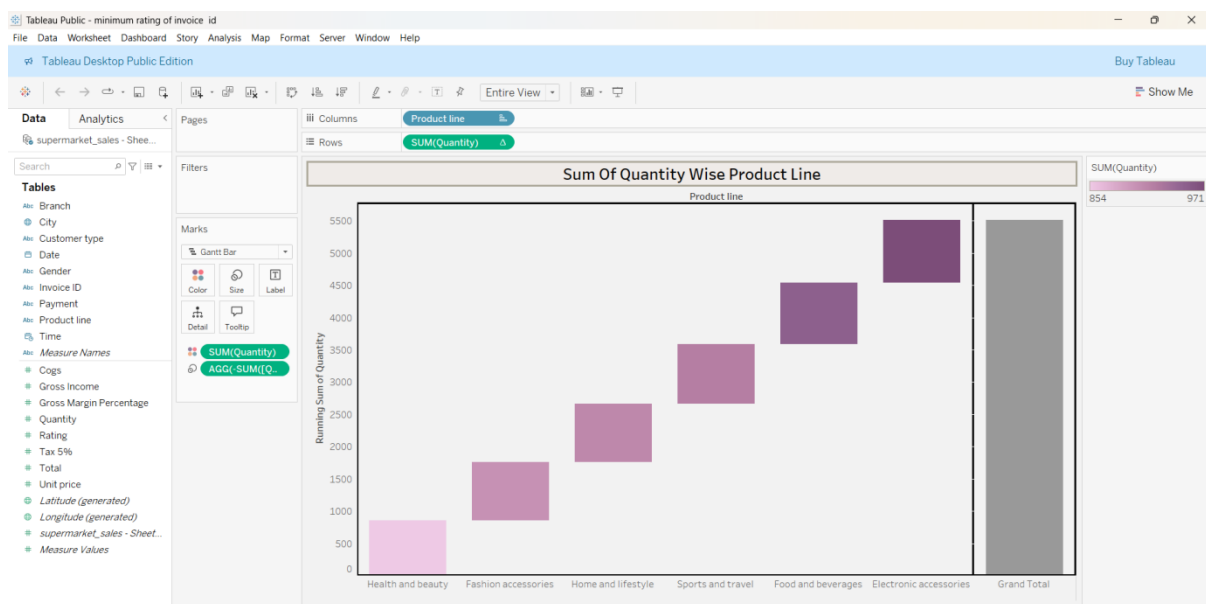 Tableau Public - minimum rating of invoice id
File Data Worksheet Dashboard Story Analysis Map Format Server Window Help
Tableau Desktop Public Edition
Buy Tableau
Entire View
Show Me
Data
Analytics
supermarket_sales - Shee...
Search
Tables
Abc Branch
City
Abc Customer type
Date
Abc Gender
Abc Invoice ID
Abc Payment
Abc Product line
Time
Abc Measure Names
# Cogs
# Gross Income
# Gross Margin Percentage
# Quantity
# Rating
# Tax 5%
# Total
# Unit price
Latitude (generated)
Longitude (generated)
# supermarket_sales - Sheet...
# Measure Values
Pages
Filters
Marks
Gantt Bar
Color Size Label
Detail Tooltip
SUM(Quantity)
AGG(-SUM([Q..
Columns
Product line
Rows
SUM(Quantity) Δ
Sum Of Quantity Wise Product Line
Product line
Running Sum of Quantity
5500
5000
4500
4000
3500
3000
2500
2000
1500
1000
500
0
Health and beauty Fashion accessories Home and lifestyle Sports and travel Food and beverages Electronic accessories Grand Total
SUM(Quantity)
854 971